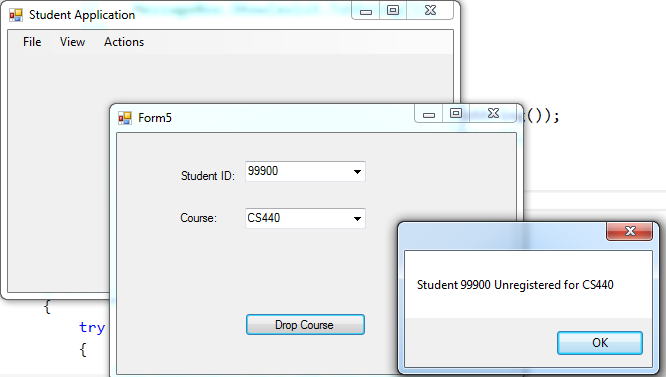 Student Application
File View Actions
());
Form5
Student ID: 99900
Course: CS440
Student 99900 Unregistered for CS440
OK
Drop Course
{
try
{